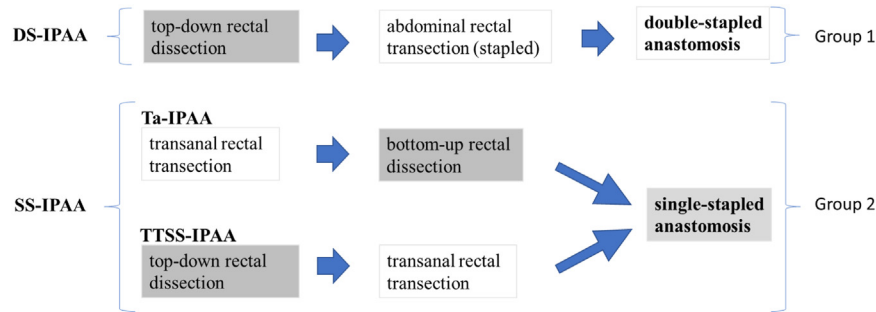 DS-IPAA
top-down rectal
dissection
abdominal rectal
transection (stapled)
double-stapled
anastomosis
Group 1
SS-IPAA
Ta-IPAA
transanal rectal
transection
bottom-up rectal
dissection
TTSS-IPAA
top-down rectal
dissection
transanal rectal
transection
single-stapled
anastomosis
Group 2